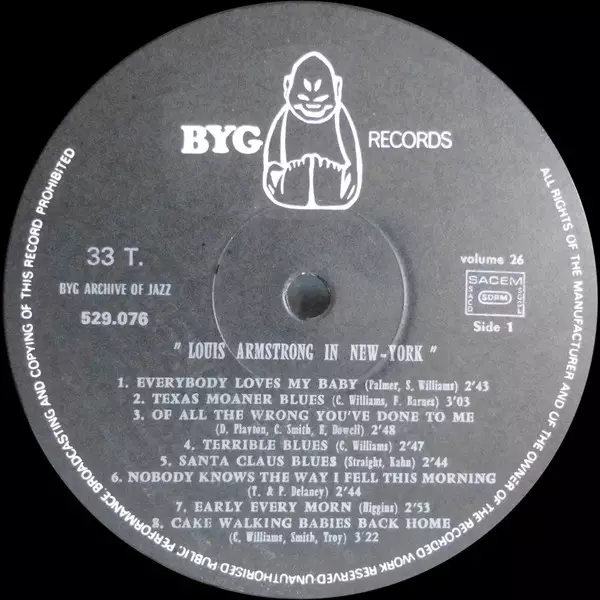 BYG RECORDS
33 T.
BYG ARCHIVE OF JAZZ
529.076
volume 26
SACEM
SACD SDRM SGDL
Side 1
" LOUIS ARMSTRONG IN NEW-YORK "
1. EVERYBODY LOVES MY BABY (Palmer, S. Williams) 2'43
2. TEXAS MOANER BLUES (C. Williams, F. Barnes) 3'03
3. OF ALL THE WRONG YOU'VE DONE TO ME
(D. Playton, C. Smith, E. Dowell) 2'48
4. TERRIBLE BLUES (C. Williams) 2'47
5. SANTA CLAUS BLUES (Straight, Kahn) 2'44
6. NOBODY KNOWS THE WAY I FELL THIS MORNING
(T. & P. Delaney) 2'44
7. EARLY EVERY MORN (Higgins) 2'53
8. CAKE WALKING BABIES BACK HOME
(C. Williams, Smith, Troy) 3'22
ALL RIGHTS OF THE MANUFACTURER AND OF THE OWNER OF THE RECORDED WORK RESERVED-UNAUTHORISED PUBLIC PERFORMANCE BROADCASTING AND COPYING OF THIS RECORD PROHIBITED